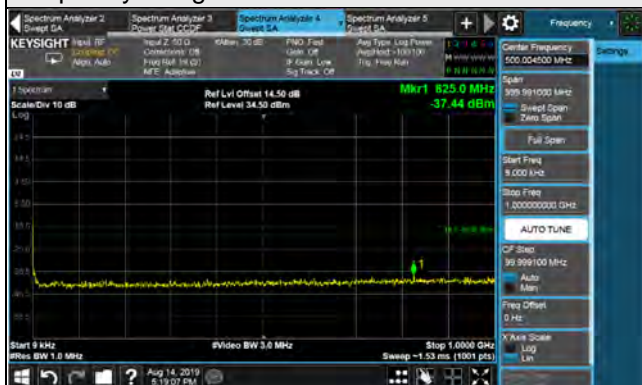 Spectrum Analyzer 2
Swept SA
Spectrum Analyzer 3
Power Stat CCDF
Spectrum Analyzer 4
Swept SA
Spectrum Analyzer 5
Swept SA
Frequency
KEYSIGHT
Input: RF
Align: Auto
Input Z: 50 Ω
Corrections: Off
Freq Ref: Int (S)
NFE: Adaptive
#Atten: 30 dB
PNO: Fast
Gate: Off
IF Gain: Low
Sig Track: Off
Avg Type: Log-Power
Avg|Hold: >100/100
Trig: Free Run
Settings
1 Spectrum
Scale/Div 10 dB
Log
Ref Lvl Offset 14.50 dB
Ref Level 34.50 dBm
Mkr1 825.0 MHz
-37.44 dBm
1
Start 9 kHz
#Res BW 1.0 MHz
#Video BW 3.0 MHz
Stop 1.0000 GHz
Sweep ~1.53 ms (1001 pts)
Center Frequency
500.004500 MHz
Span
999.991000 MHz
Swept Span
Zero Span
Full Span
Start Freq
9.000 kHz
Stop Freq
1.000000000 GHz
AUTO TUNE
CF Step
99.999100 MHz
Auto
Man
Freq Offset
0 Hz
X Axis Scale
Log
Lin
Aug 14, 2019
5:19:07 PM